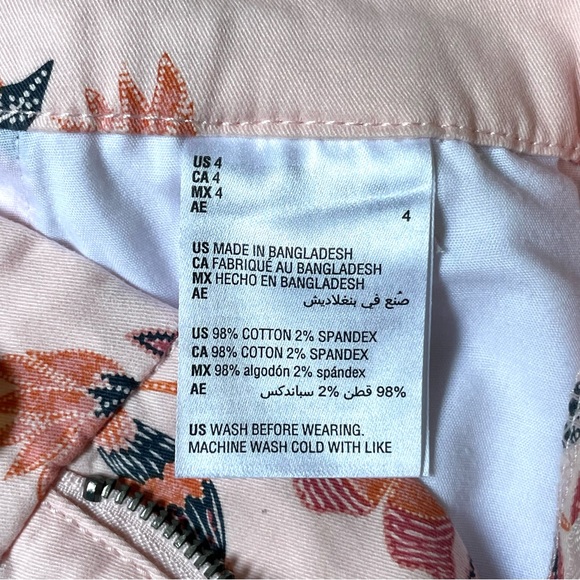 US 4
CA 4
MX 4
AE 4
US MADE IN BANGLADESH
CA FABRIQUÉ AU BANGLADESH
MX HECHO EN BANGLADESH
AE صُنع في بنغلاديش
US 98% COTTON 2% SPANDEX
CA 98% COTON 2% SPANDEX
MX 98% algodón 2% spándex
AE 98% قطن 2% سباندكس
US WASH BEFORE WEARING.
MACHINE WASH COLD WITH LIKE